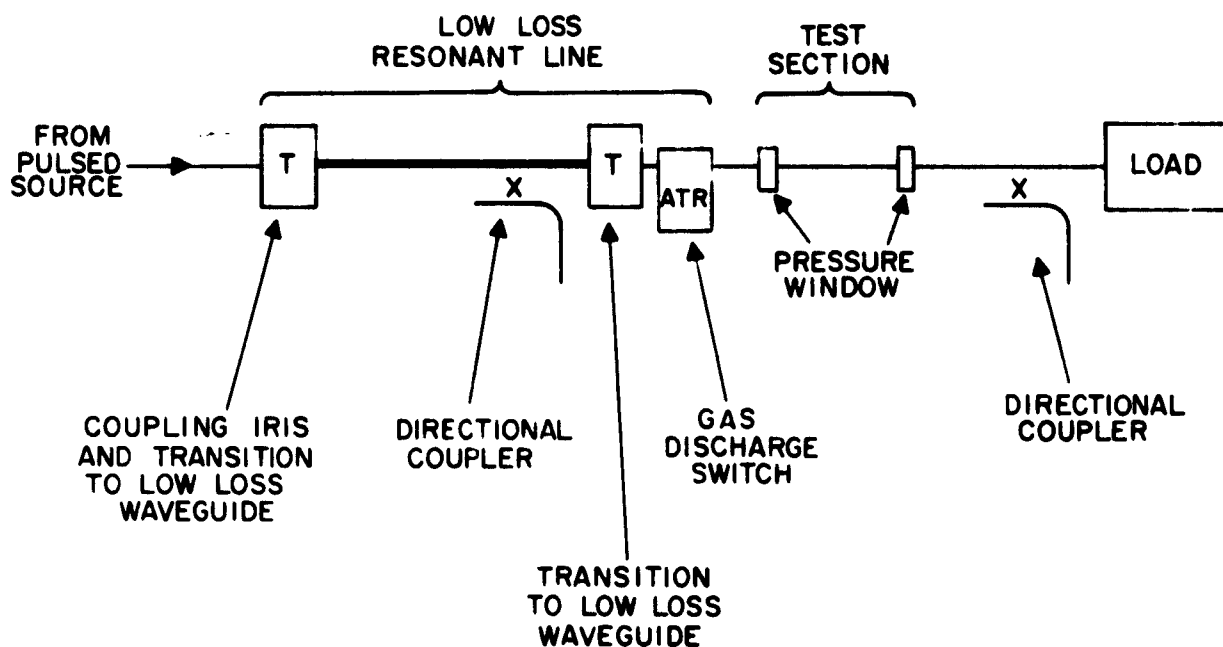 LOW LOSS
RESONANT LINE
TEST
SECTION
FROM
PULSED
SOURCE
T
X
T
ATR
X
LOAD
PRESSURE
WINDOW
COUPLING IRIS
AND TRANSITION
TO LOW LOSS
WAVEGUIDE
DIRECTIONAL
COUPLER
GAS
DISCHARGE
SWITCH
DIRECTIONAL
COUPLER
TRANSITION
TO LOW LOSS
WAVEGUIDE